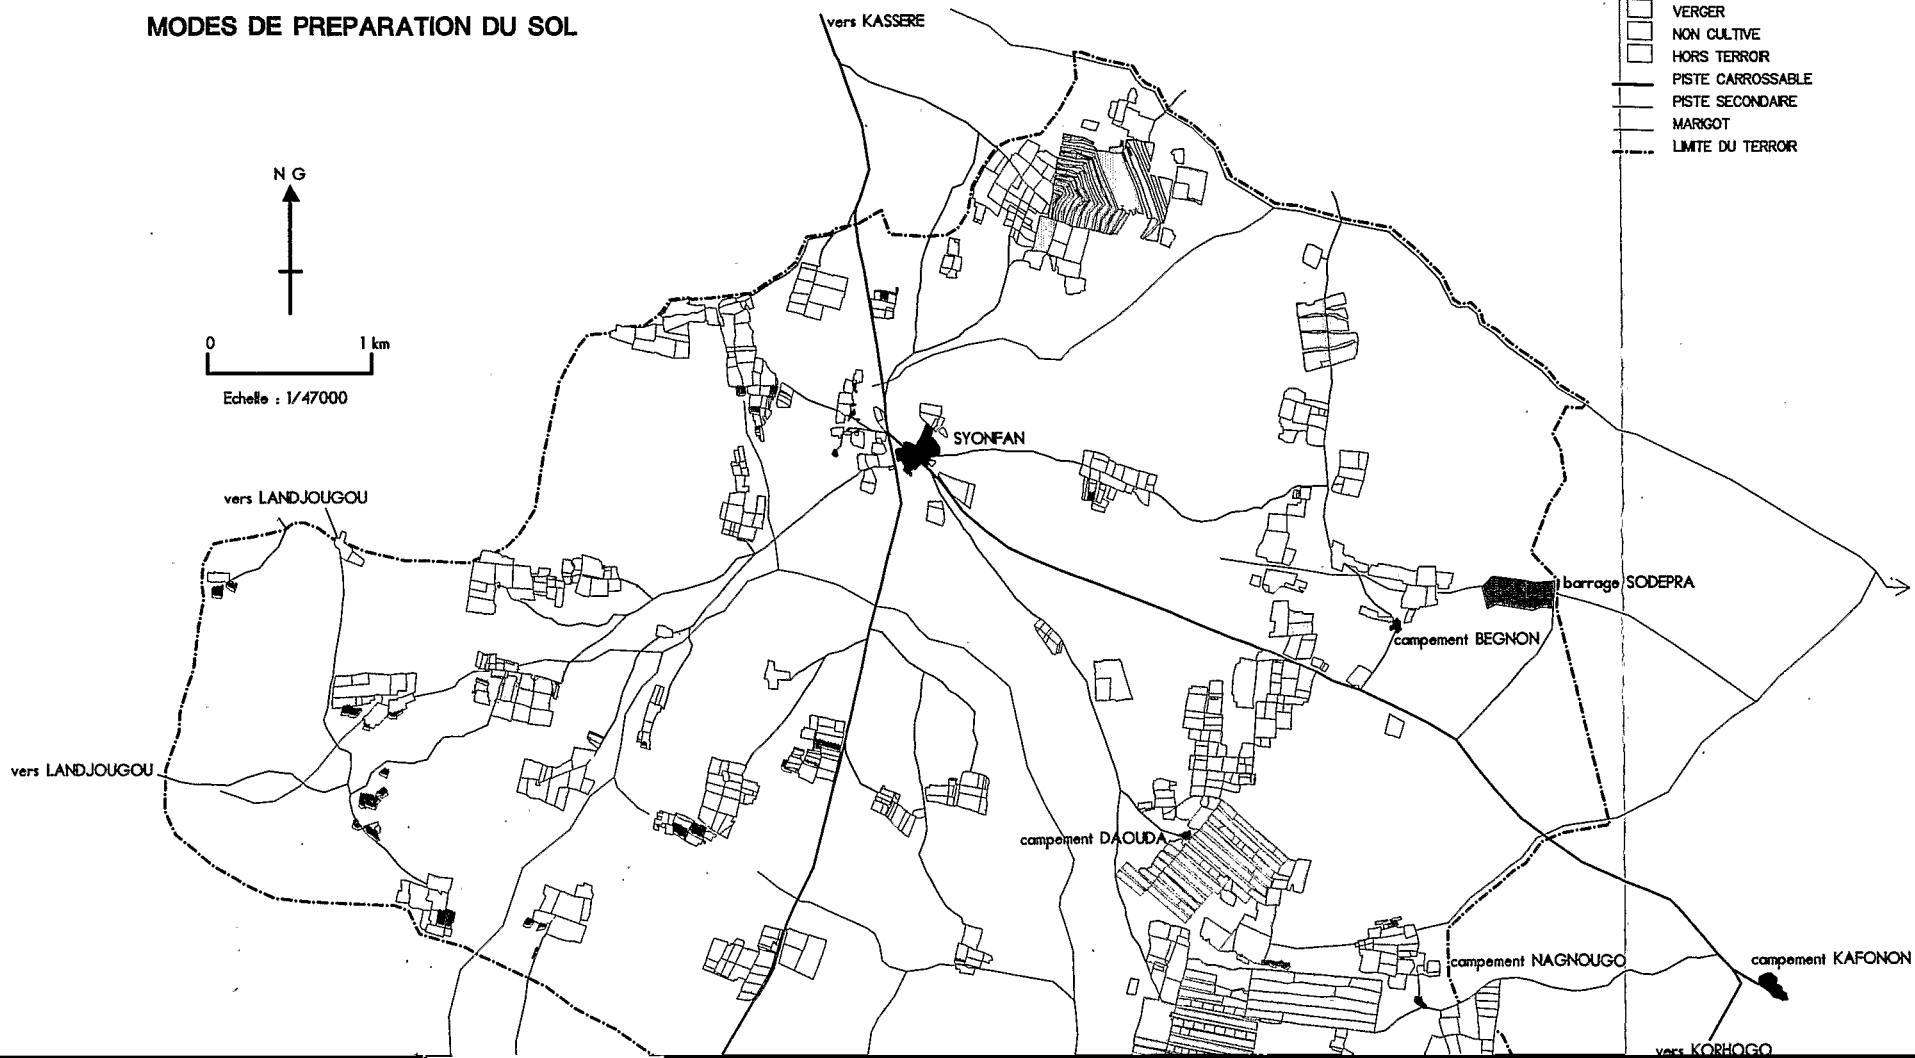 MODES DE PREPARATION DU SOL
vers KASSERE
VERGER
NON CULTIVE
HORS TERROIR
PISTE CARROSSABLE
PISTE SECONDAIRE
MARIGOT
LIMITE DU TERROIR
N G
0 1 km
Echelle : 1/47000
SYONFAN
vers LANDJOUGOU
barrage SODEPRA
campement BEGNON
vers LANDJOUGOU
campement DAOUDA
campement NAGNOUGO
campement KAFONON
vers KORHOGO